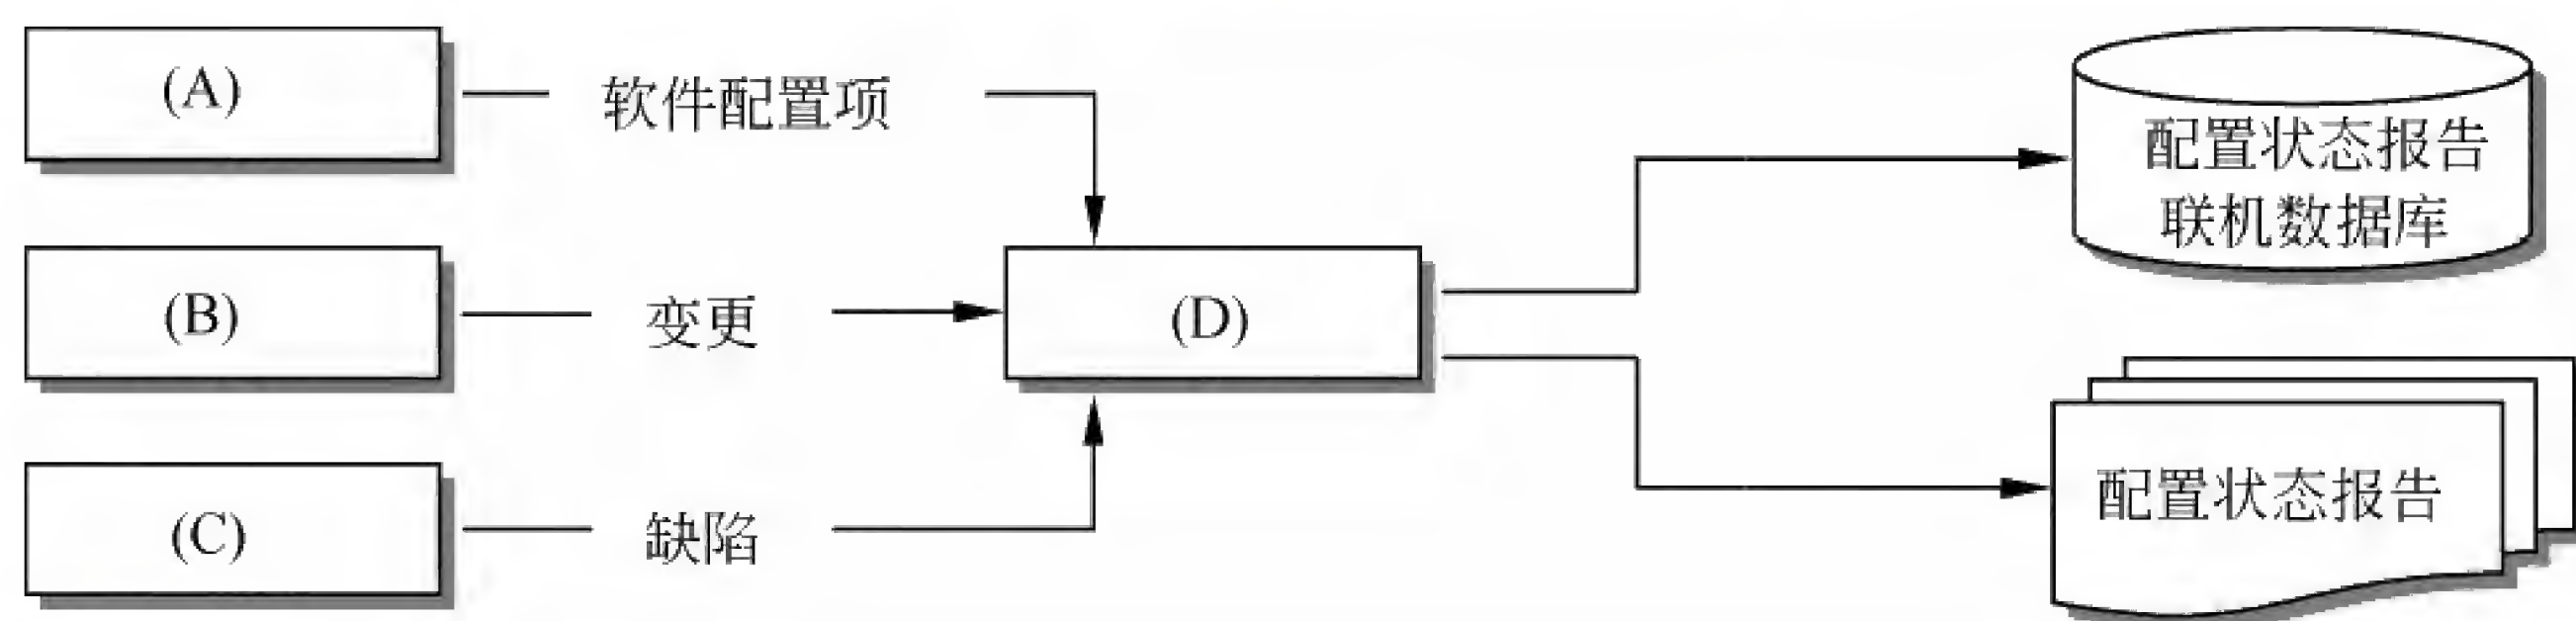 (A)
软件配置项
配置状态报告
联机数据库
(B)
变更
(D)
(C)
缺陷
配置状态报告